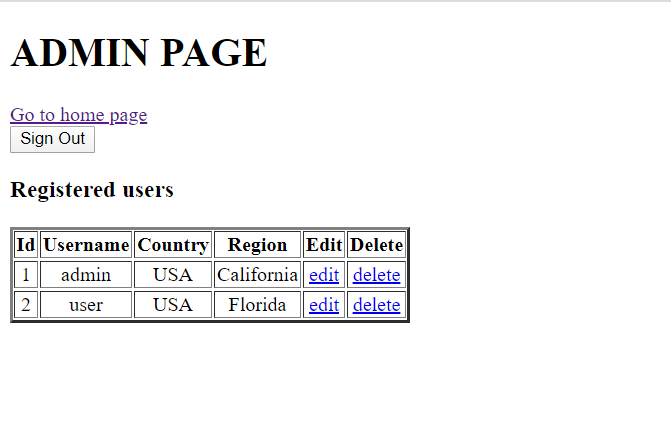 ADMIN PAGE
Go to home page
Sign Out
Registered users
Id Username Country Region Edit Delete
1 admin USA California edit delete
2 user USA Florida edit delete